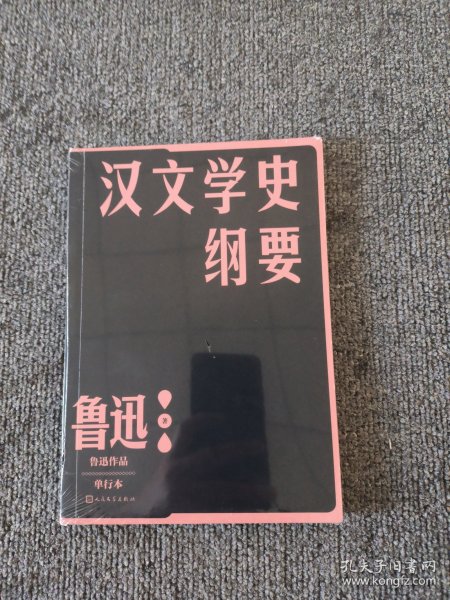 汉文学史
纲要
鲁迅
著
鲁迅作品
单行本
人民文学出版社
孔夫子旧书网
www.kongfz.com